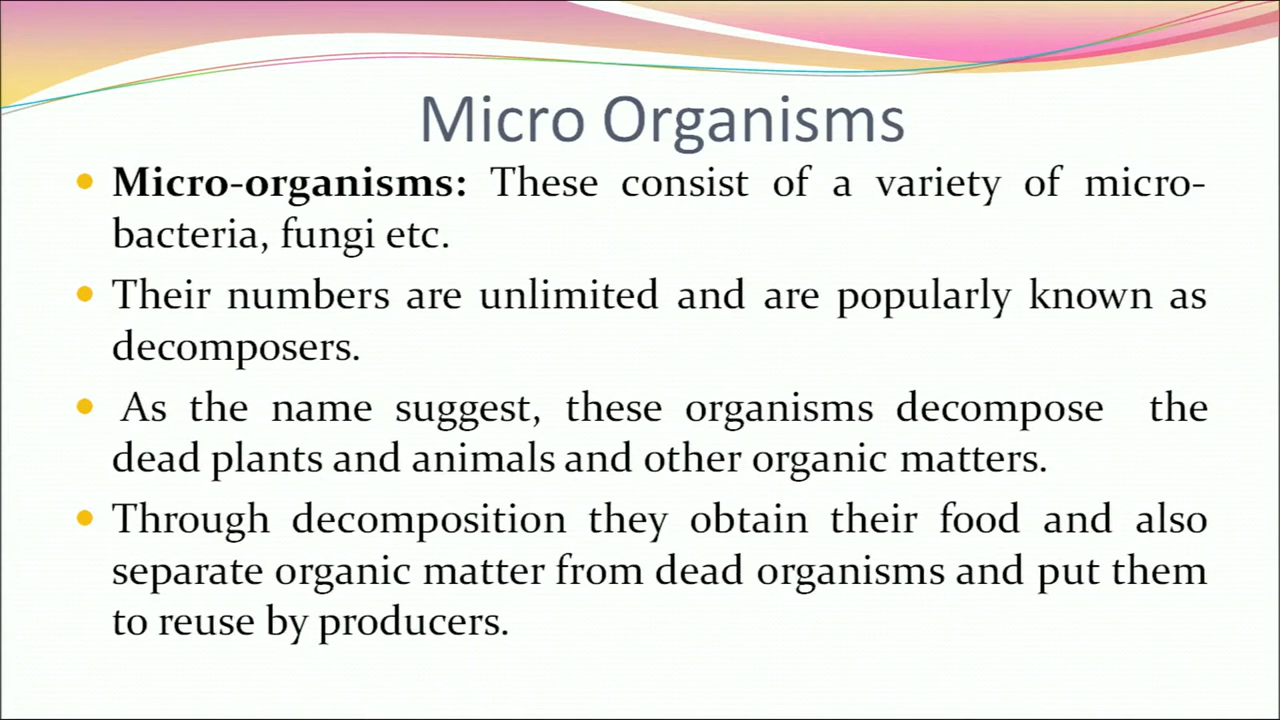 Micro Organisms
Micro-organisms: These consist of a variety of micro-
bacteria, fungi etc.
Their numbers are unlimited and are popularly known as
decomposers.
As the name suggest, these organisms decompose the
dead plants and animals and other organic matters.
Through decomposition they obtain their food and also
separate organic matter from dead organisms and put them
to reuse by producers.